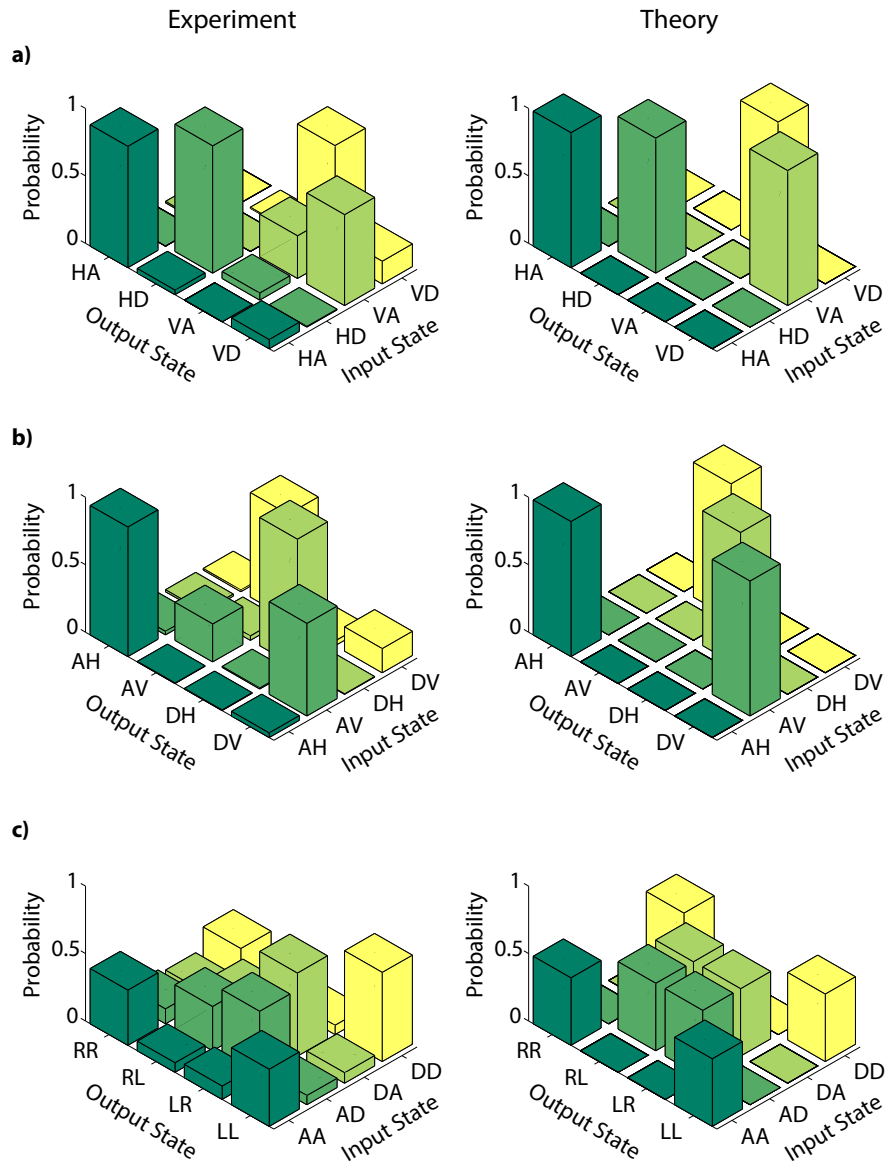 Experiment
Theory
a)
Probability
1
0.5
0
HA
HD
VA
VD
Output State
HA
HD
VA
VD
Input State
Probability
1
0.5
0
HA
HD
VA
VD
Output State
HA
HD
VA
VD
Input State
b)
Probability
1
0.5
0
AH
AV
DH
DV
Output State
AH
AV
DH
DV
Input State
Probability
1
0.5
0
AH
AV
DH
DV
Output State
AH
AV
DH
DV
Input State
c)
Probability
1
0.5
0
RR
RL
LR
LL
Output State
AA
AD
DA
DD
Input State
Probability
1
0.5
0
RR
RL
LR
LL
Output State
AA
AD
DA
DD
Input State